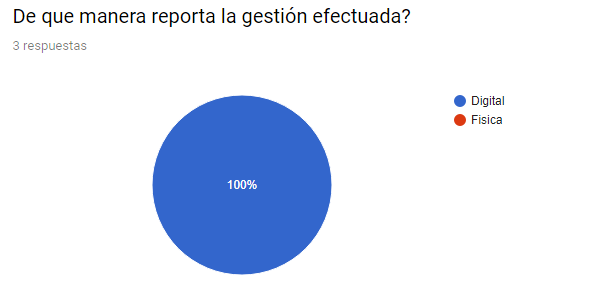 De que manera reporta la gestión efectuada?
3 respuestas
Digital
Fisica
100%